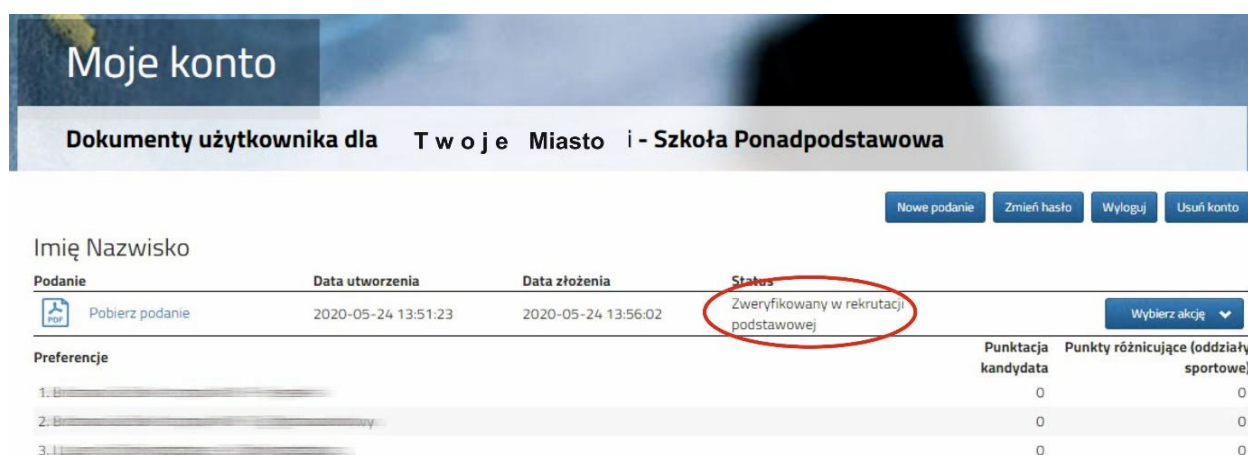 Moje konto
Dokumenty użytkownika dla T w o j e Miasto i - Szkoła Ponadpodstawowa
Nowe podanie Zmień hasło Wyloguj Usuń konto
Imię Nazwisko
Podanie Data utworzenia Data złożenia Status
PDF Pobierz podanie 2020-05-24 13:51:23 2020-05-24 13:56:02 Zweryfikowany w rekrutacji Wybierz akcję
podstawowej
Preferencje Punktacja Punkty różnicujące (oddziały
kandydata sportowe)
1. 0 0
2. 0 0
3. 0 0